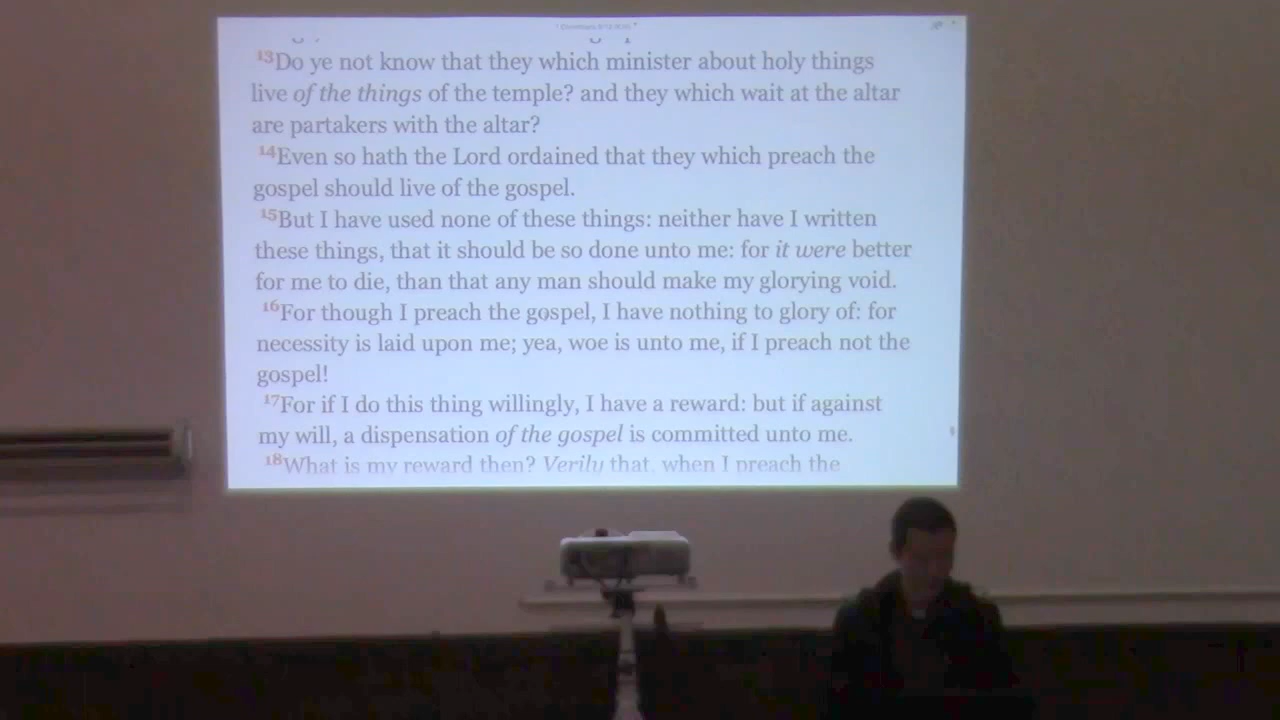 ¹³Do ye not know that they which minister about holy things
live of the things of the temple? and they which wait at the altar
are partakers with the altar?
¹⁴Even so hath the Lord ordained that they which preach the
gospel should live of the gospel.
¹⁵But I have used none of these things: neither have I written
these things, that it should be so done unto me: for it were better
for me to die, than that any man should make my glorying void.
¹⁶For though I preach the gospel, I have nothing to glory of: for
necessity is laid upon me; yea, woe is unto me, if I preach not the
gospel!
¹⁷For if I do this thing willingly, I have a reward: but if against
my will, a dispensation of the gospel is committed unto me.
¹⁸What is my reward then? Verily that, when I preach the